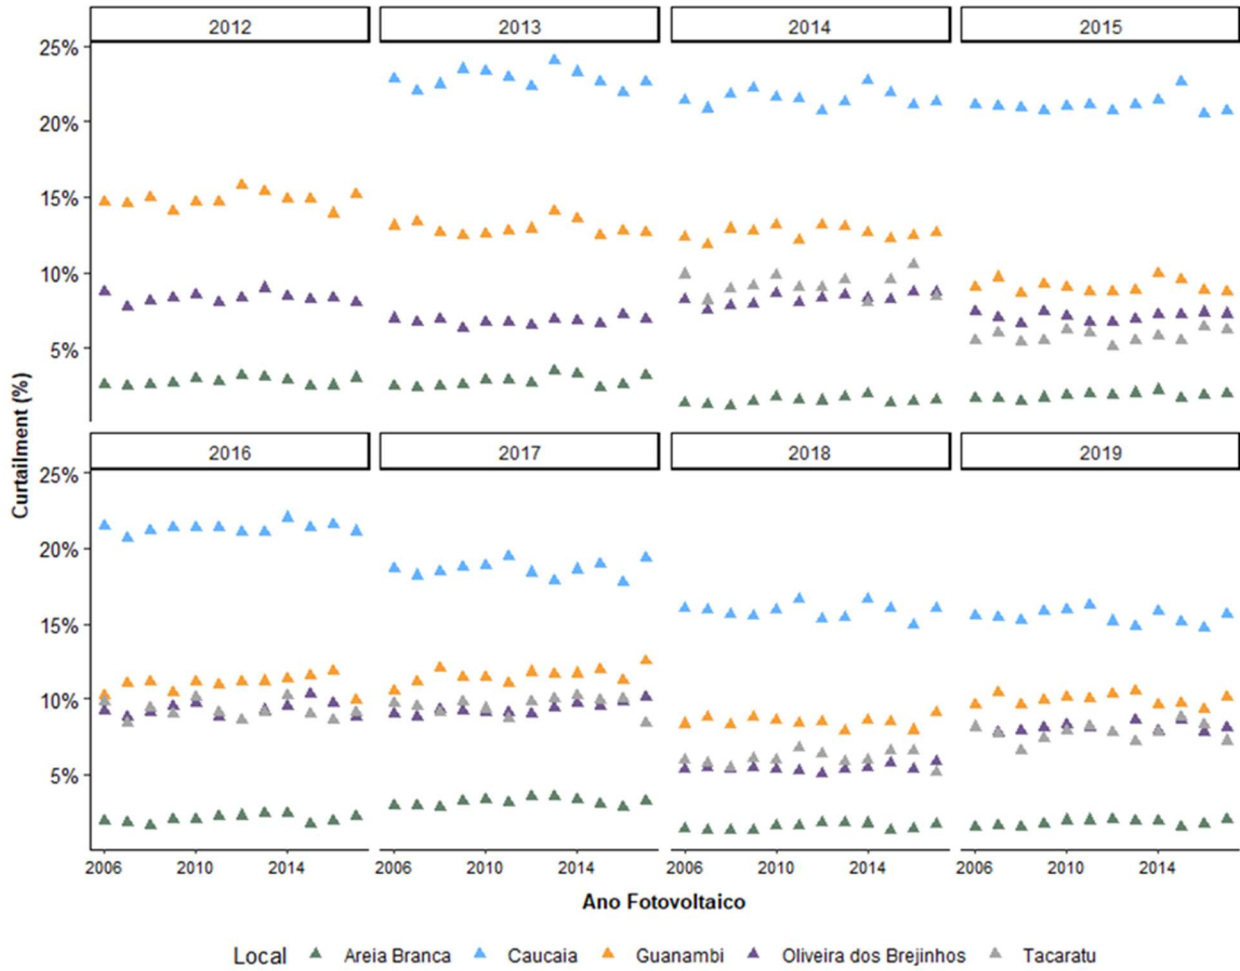 2012 2013 2014 2015
25%
20%
15%
10%
5%
2016 2017 2018 2019
25%
20%
15%
10%
5%
Curtailment (%)
2006 2010 2014 2006 2010 2014 2006 2010 2014 2006 2010 2014
Ano Fotovoltaico
Local Areia Branca Caucaia Guanambi Oliveira dos Brejinhos Tacaratu